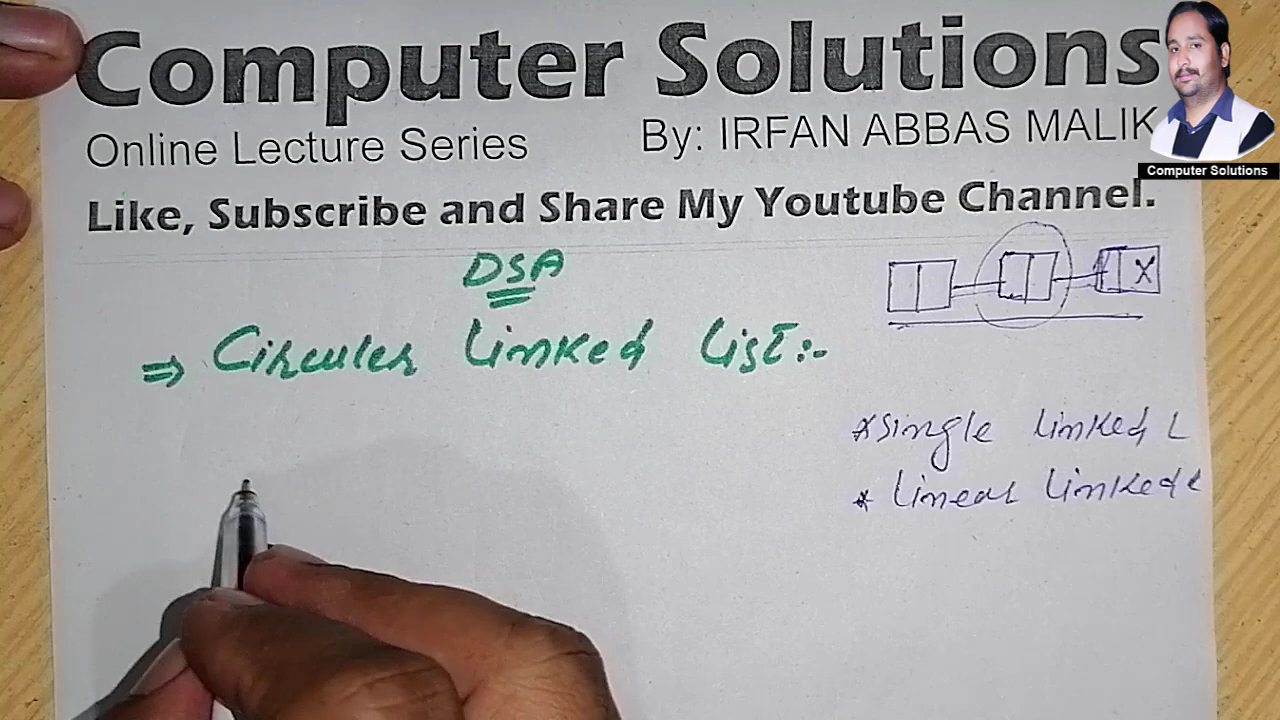 Computer Solutions
Online Lecture Series By: IRFAN ABBAS MALIK
Computer Solutions
Like, Subscribe and Share My Youtube Channel.
DSA
⇒ Circuler Linked List:-
X
*Single Linked L
* Linear Linked L